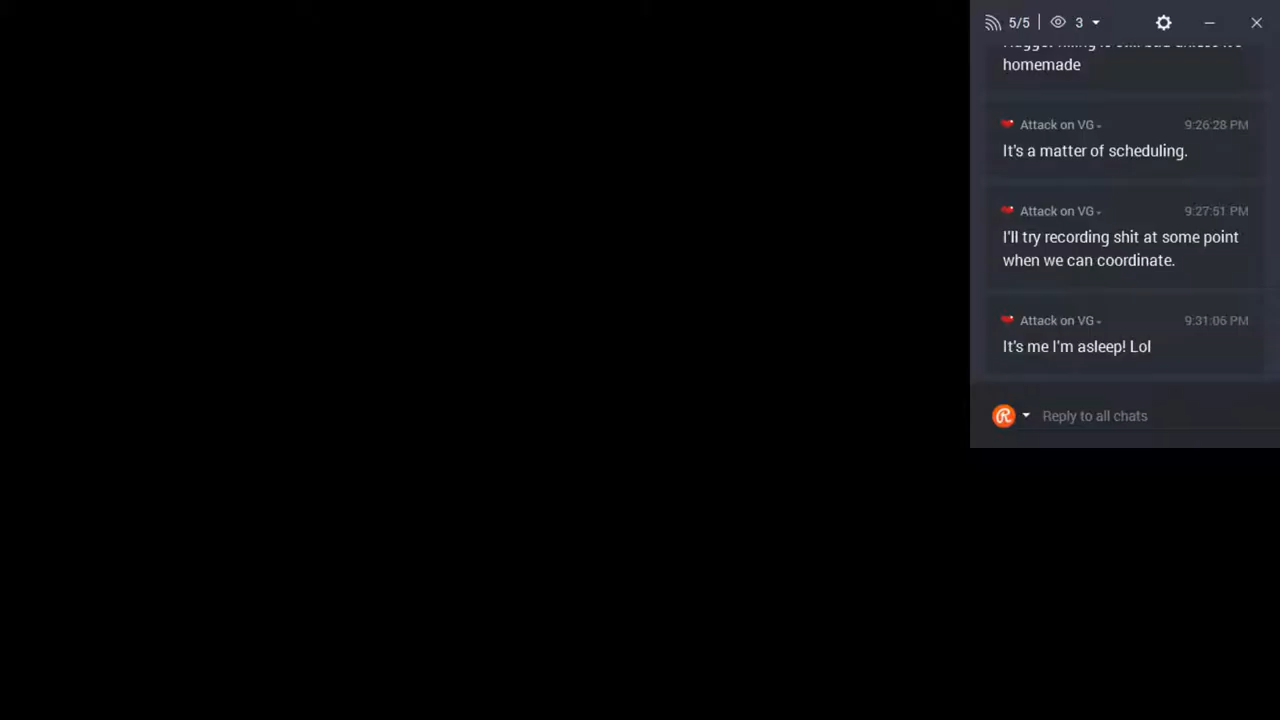 5/5
3
homemade
Attack on VG
9:26:28 PM
It's a matter of scheduling.
Attack on VG
9:27:51 PM
I'll try recording shit at some point
when we can coordinate.
Attack on VG
9:31:06 PM
It's me I'm asleep! Lol
Reply to all chats